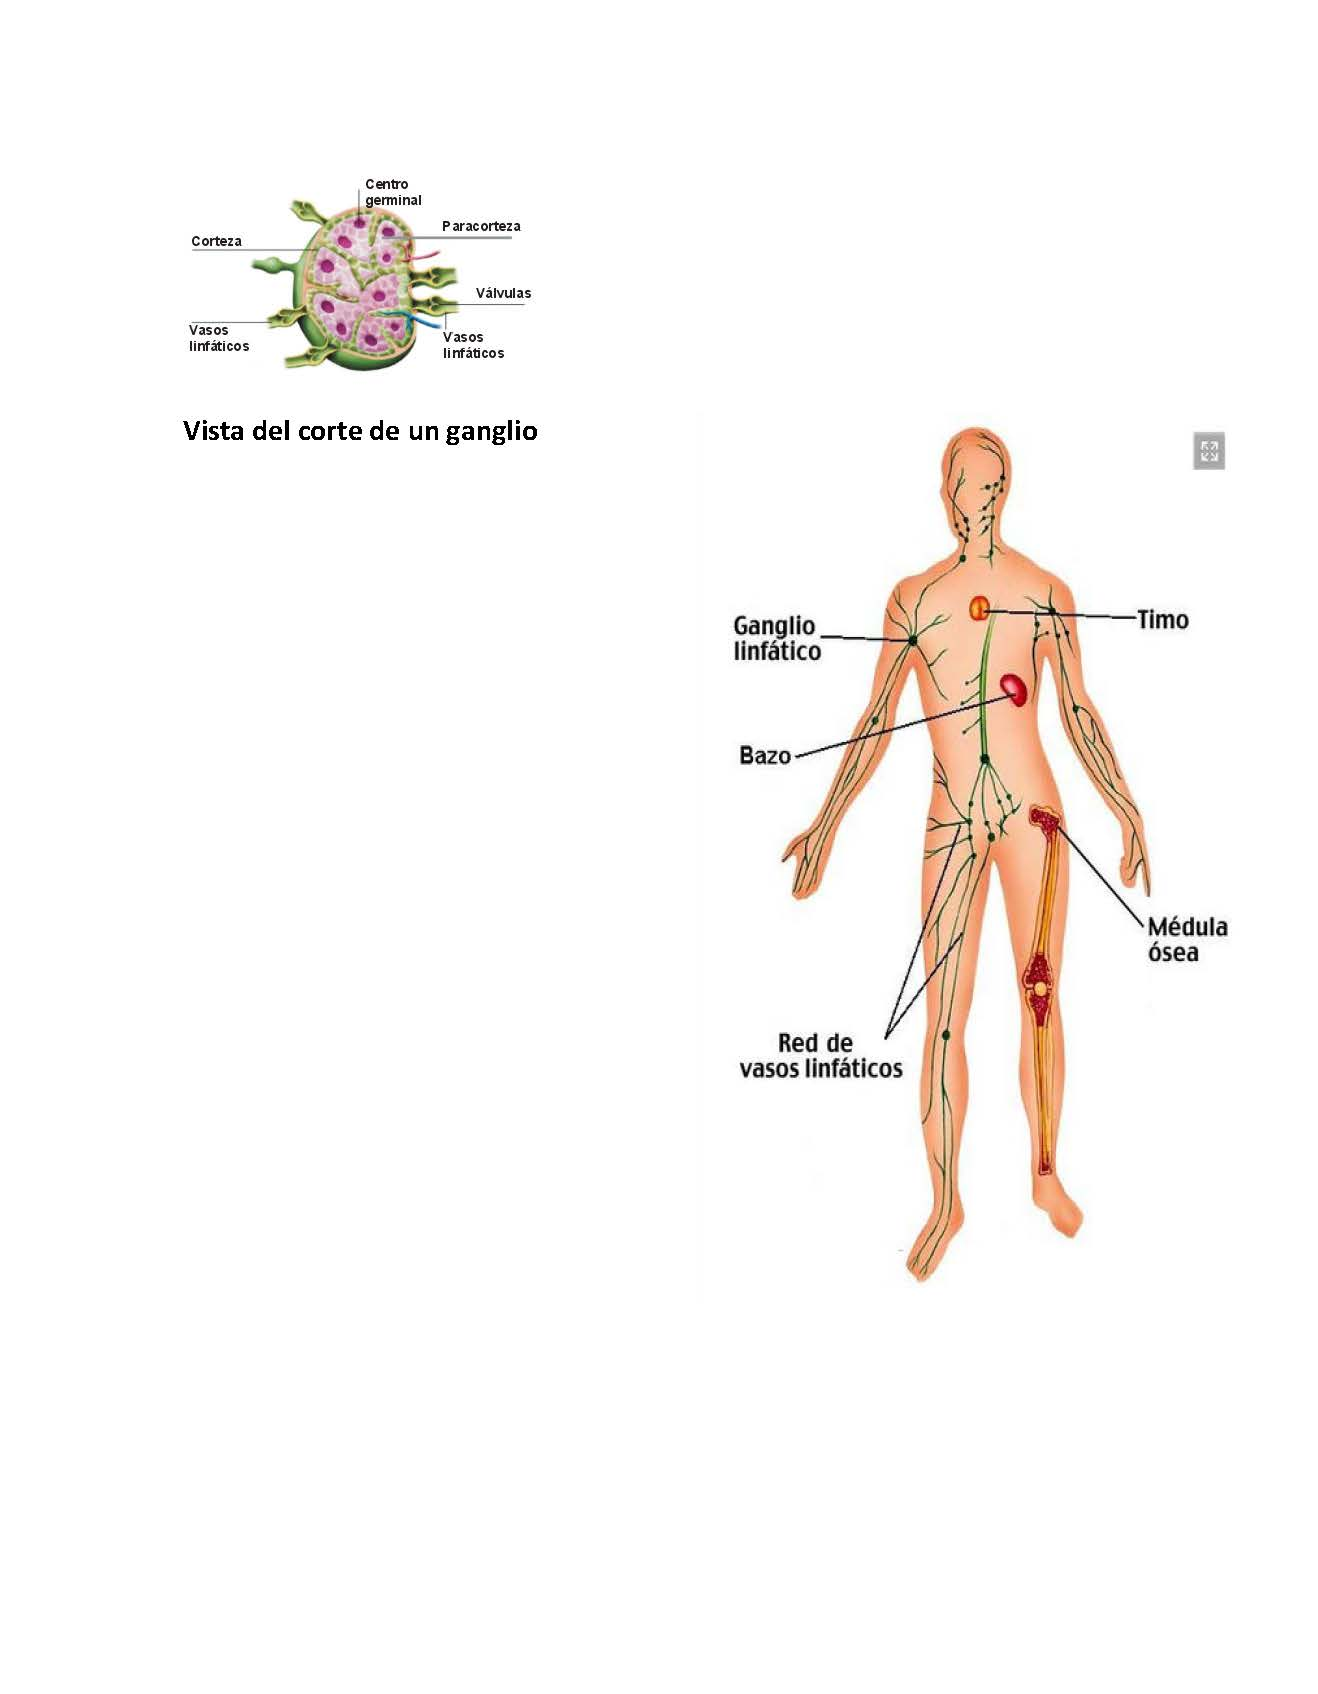 Centro
germinal
Paracorteza
Corteza
Válvulas
Vasos
linfáticos
Vasos
linfáticos
Vista del corte de un ganglio
Ganglio
linfático
Timo
Bazo
Médula
ósea
Red de
vasos linfáticos